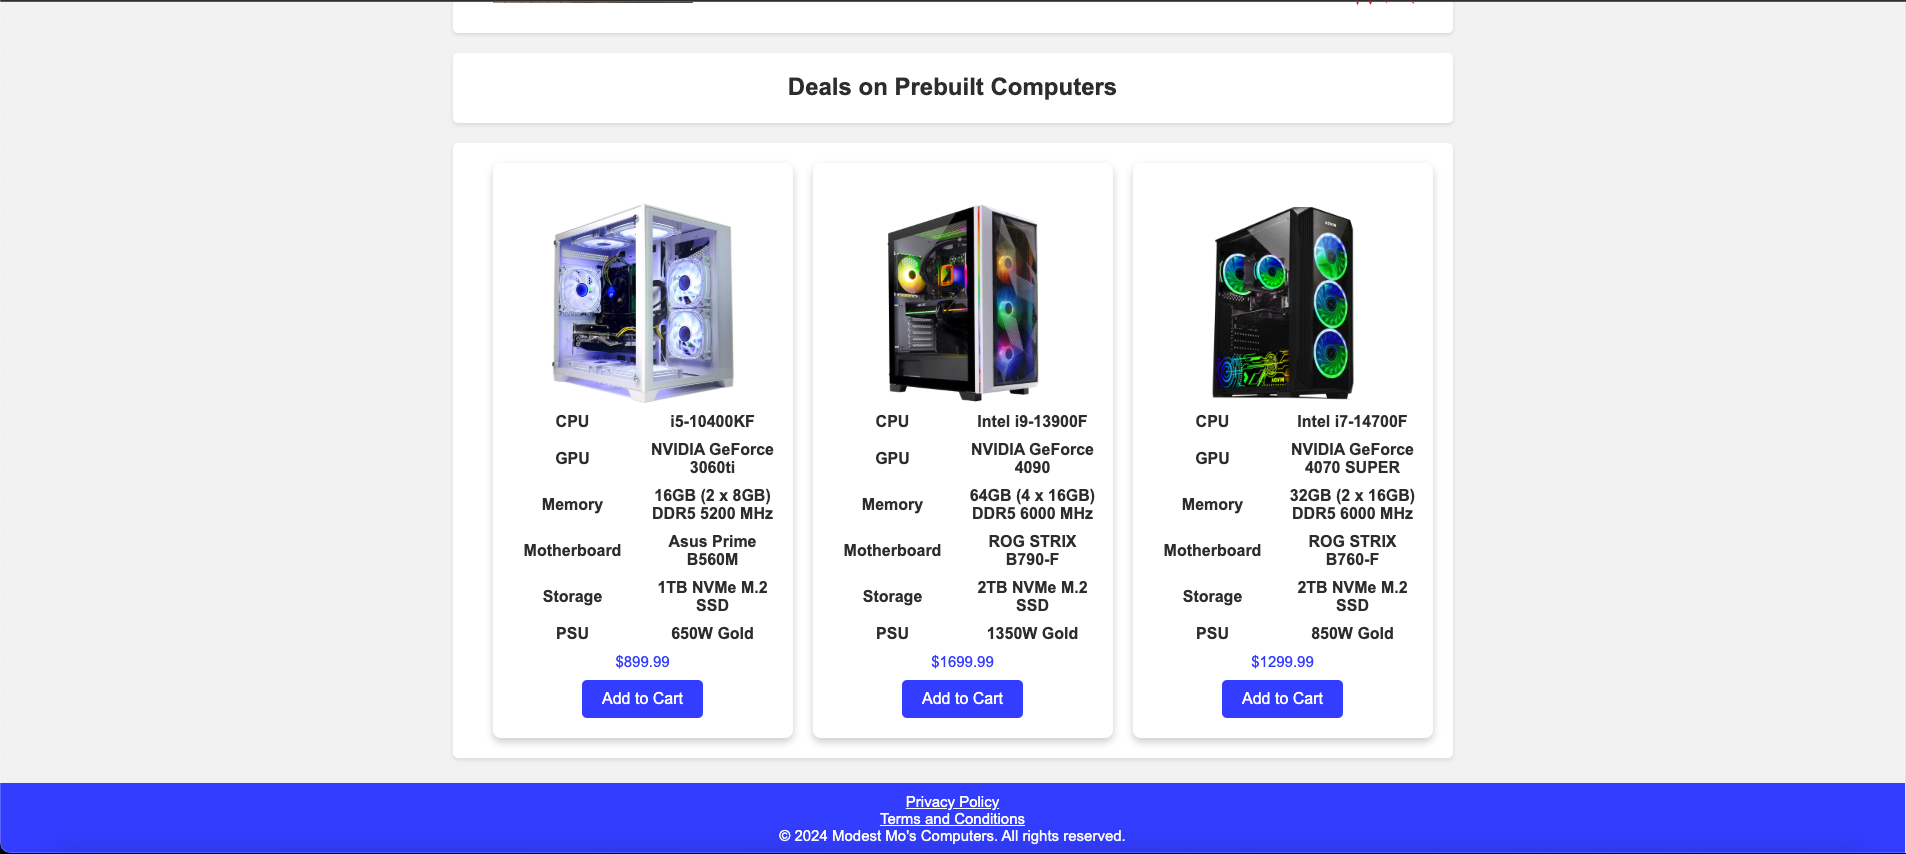 Deals on Prebuilt Computers
CPU i5-10400KF
GPU NVIDIA GeForce
3060ti
Memory 16GB (2 x 8GB)
DDR5 5200 MHz
Motherboard Asus Prime
B560M
Storage 1TB NVMe M.2
SSD
PSU 650W Gold
$899.99
Add to Cart
CPU Intel i9-13900F
GPU NVIDIA GeForce
4090
Memory 64GB (4 x 16GB)
DDR5 6000 MHz
Motherboard ROG STRIX
B790-F
Storage 2TB NVMe M.2
SSD
PSU 1350W Gold
$1699.99
Add to Cart
CPU Intel i7-14700F
GPU NVIDIA GeForce
4070 SUPER
Memory 32GB (2 x 16GB)
DDR5 6000 MHz
Motherboard ROG STRIX
B760-F
Storage 2TB NVMe M.2
SSD
PSU 850W Gold
$1299.99
Add to Cart
Privacy Policy
Terms and Conditions
© 2024 Modest Mo's Computers. All rights reserved.